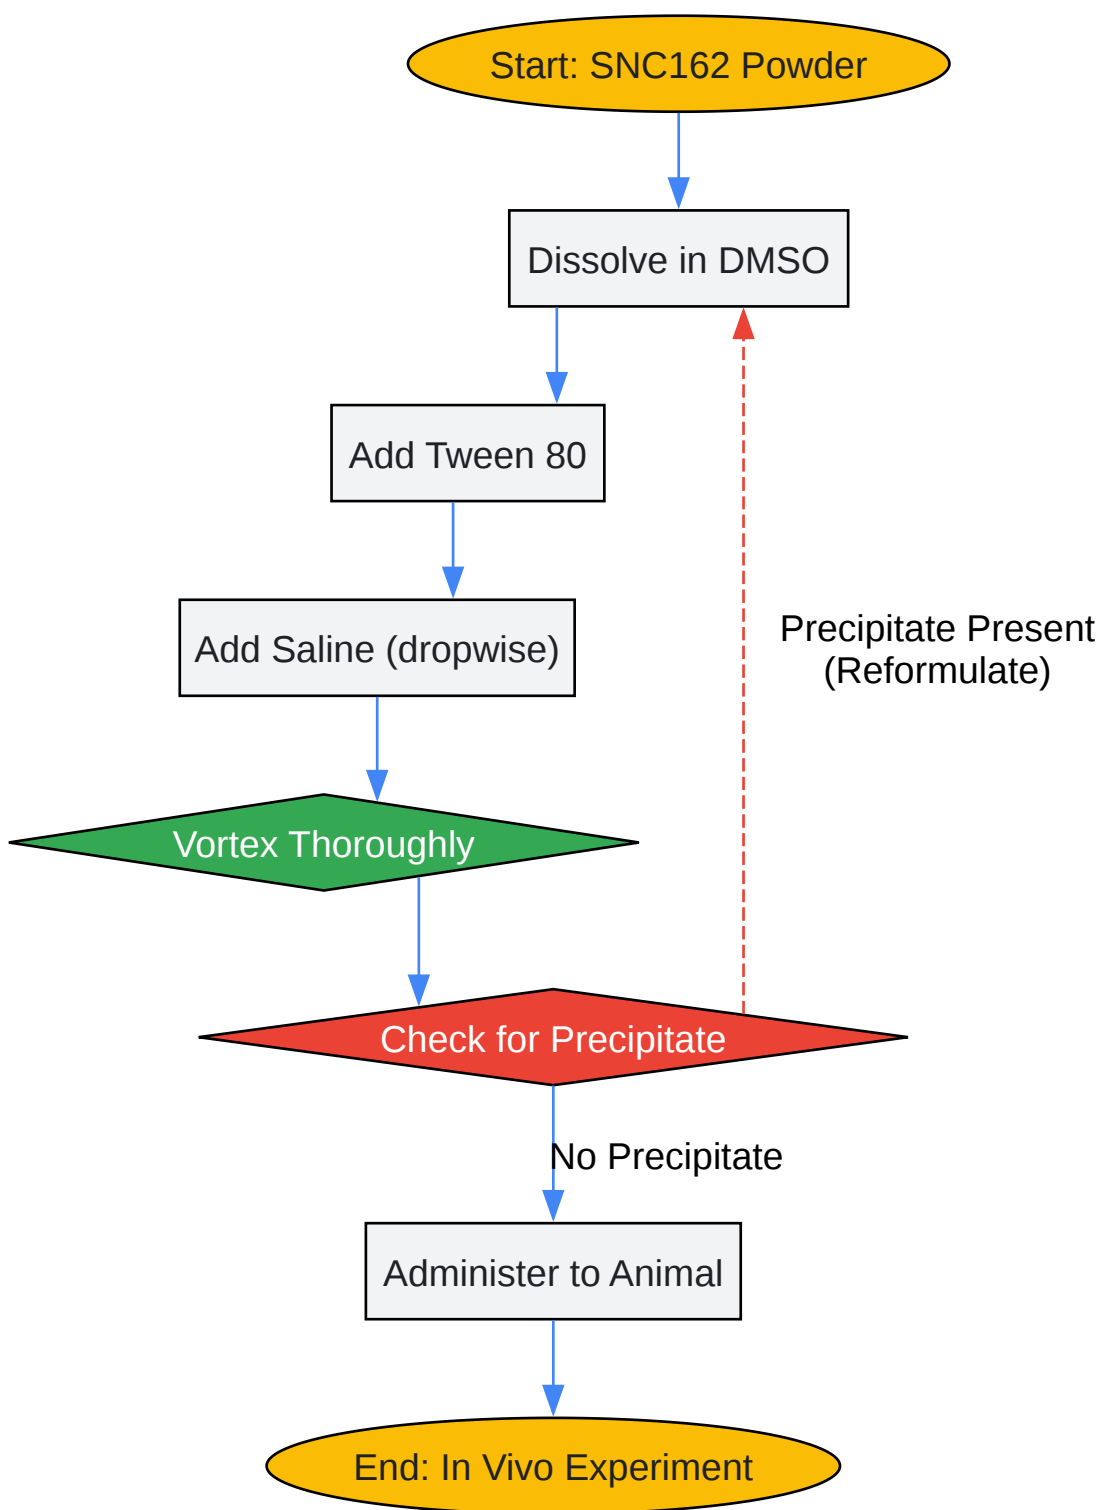 Start: SNC162 Powder
Dissolve in DMSO
Add Tween 80
Add Saline (dropwise)
Precipitate Present
(Reformulate)
Vortex Thoroughly
Check for Precipitate
No Precipitate
Administer to Animal
End: In Vivo Experiment